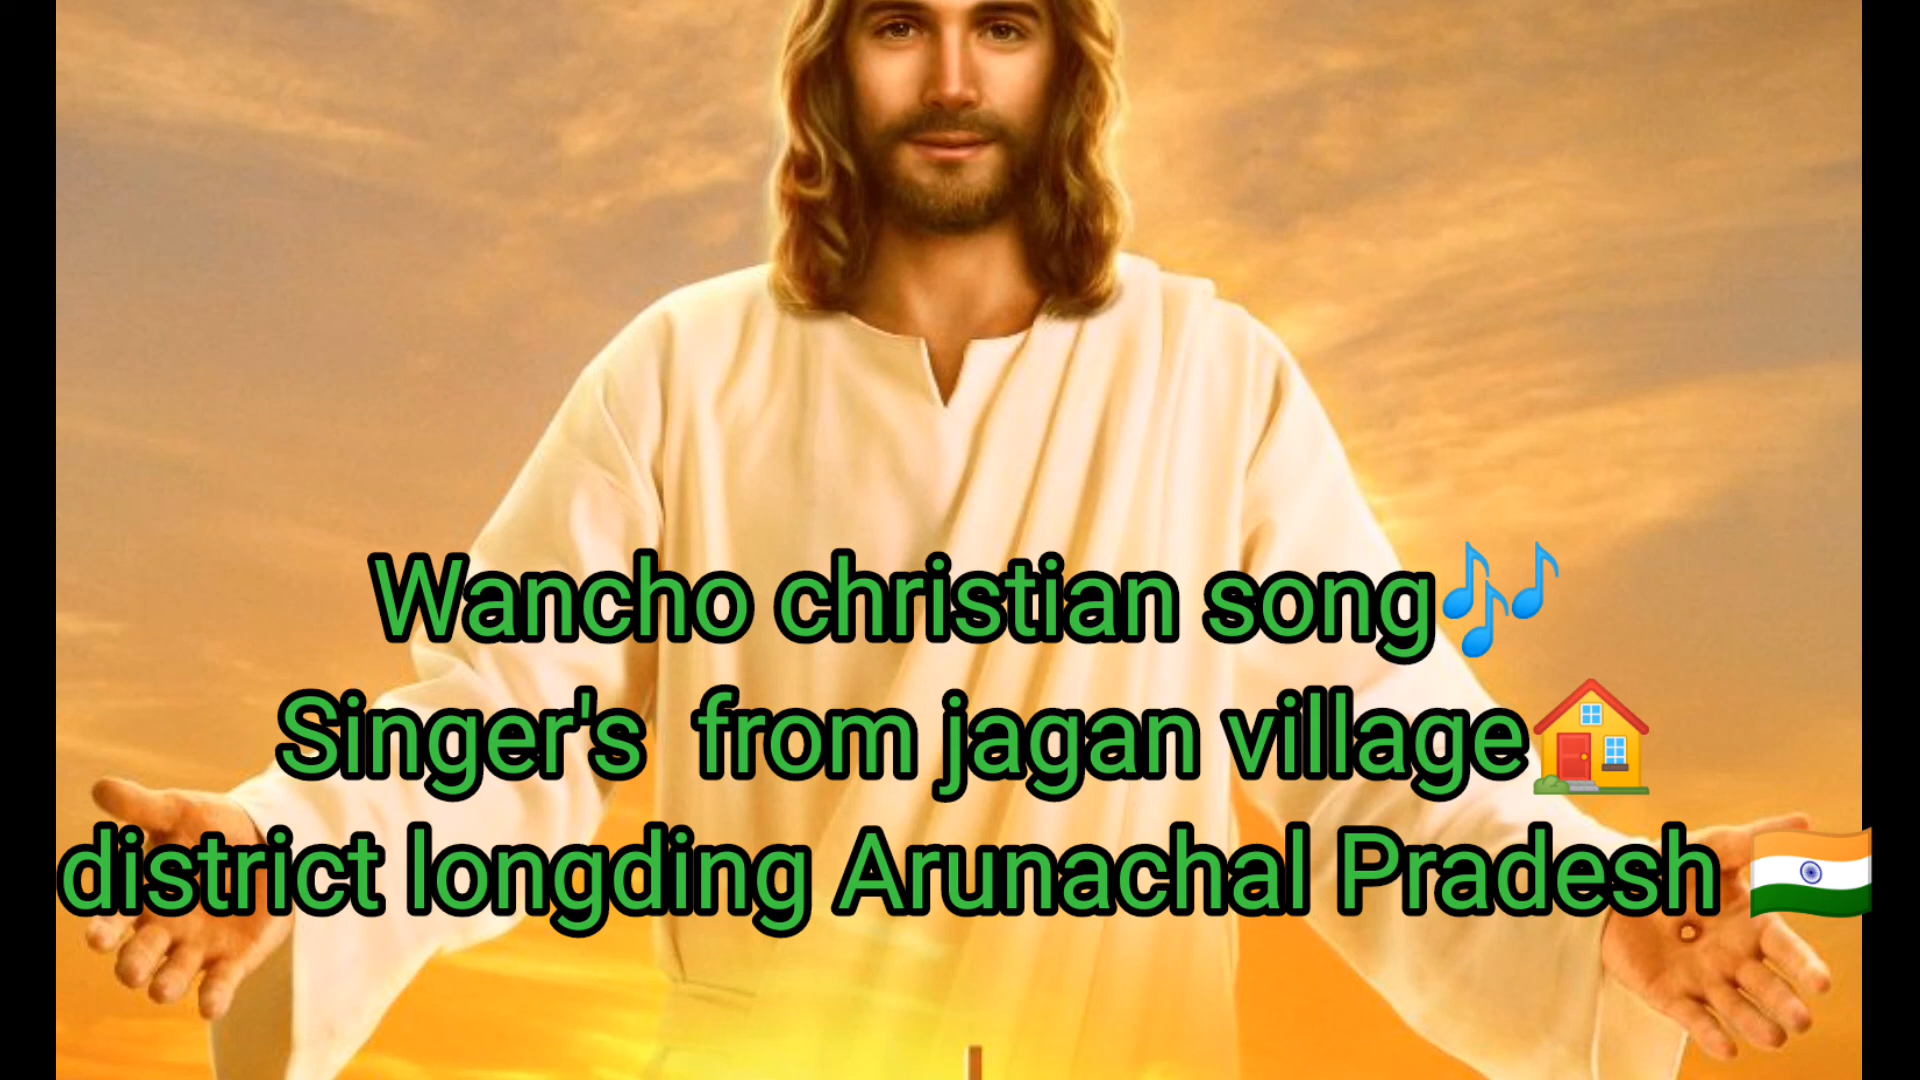 Wancho christian song🎶
Singer's  from jagan village🏠
district longding Arunachal Pradesh 🇮🇳